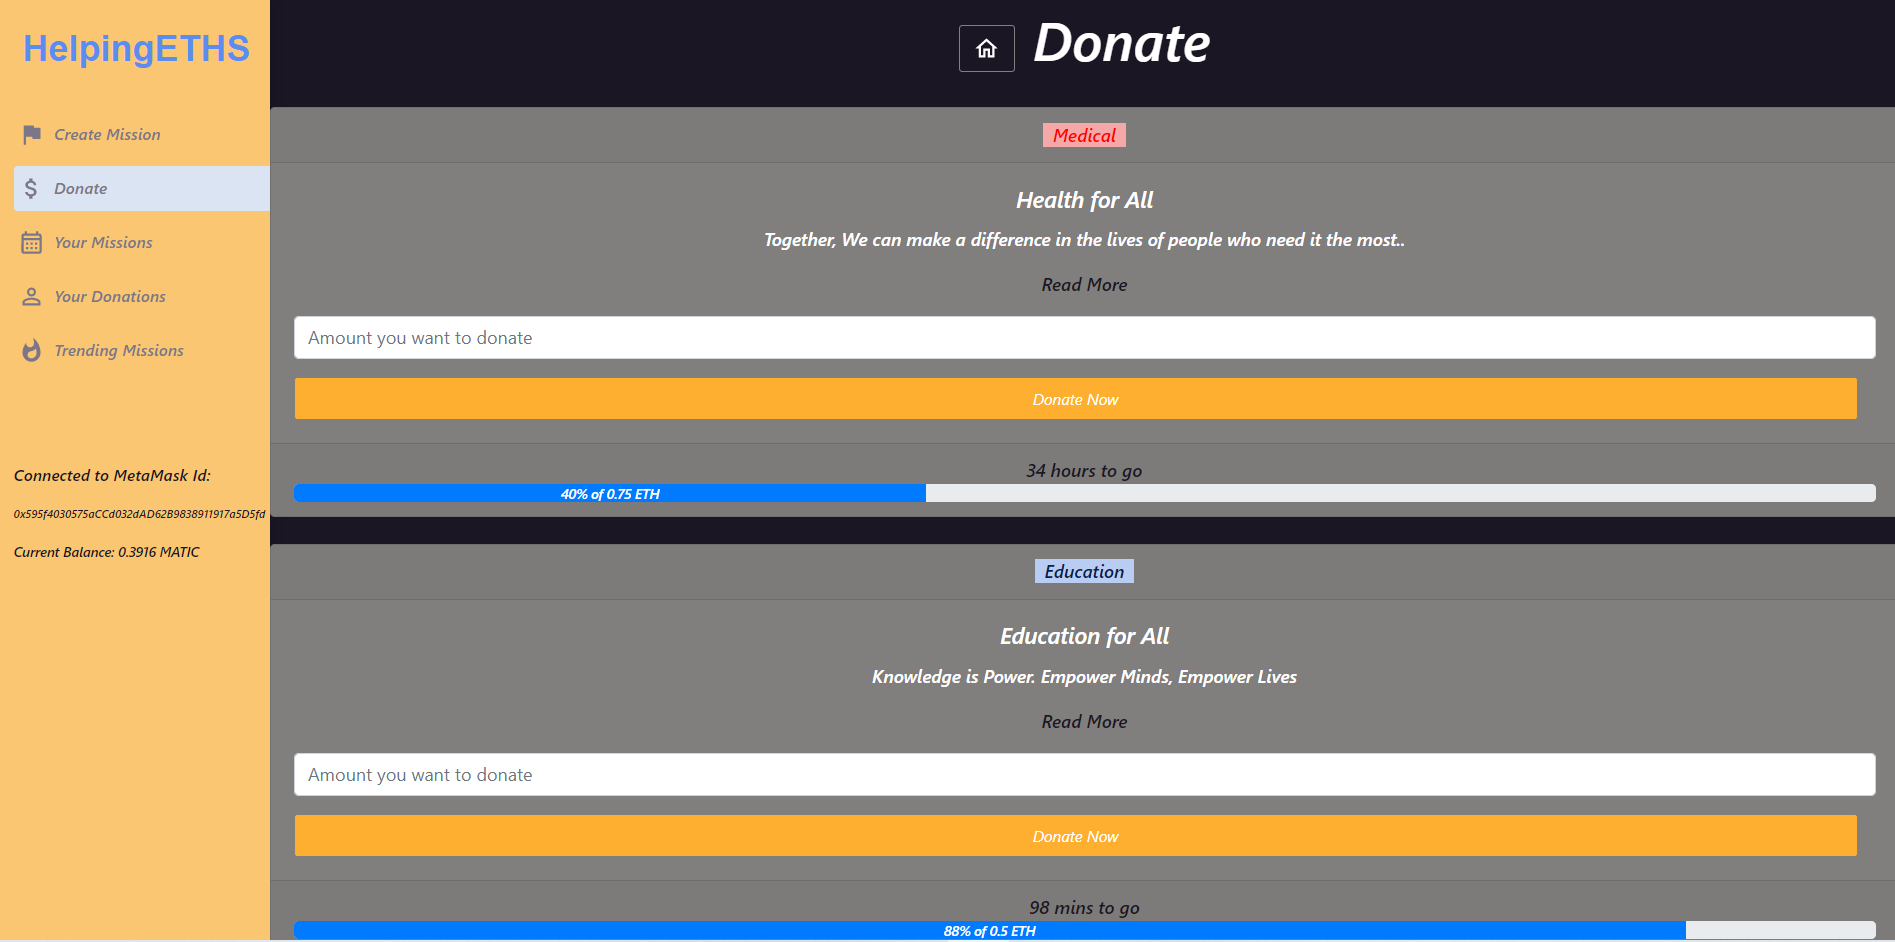 HelpingETHS
Create Mission
Donate
Your Missions
Your Donations
Trending Missions
Connected to MetaMask Id:
0x595f4030575aCCd032dAD62B9838911917a5D5fd
Current Balance: 0.3916 MATIC
Donate
Medical
Health for All
Together, We can make a difference in the lives of people who need it the most..
Read More
Amount you want to donate
Donate Now
34 hours to go
40% of 0.75 ETH
Education
Education for All
Knowledge is Power. Empower Minds, Empower Lives
Read More
Amount you want to donate
Donate Now
98 mins to go
88% of 0.5 ETH